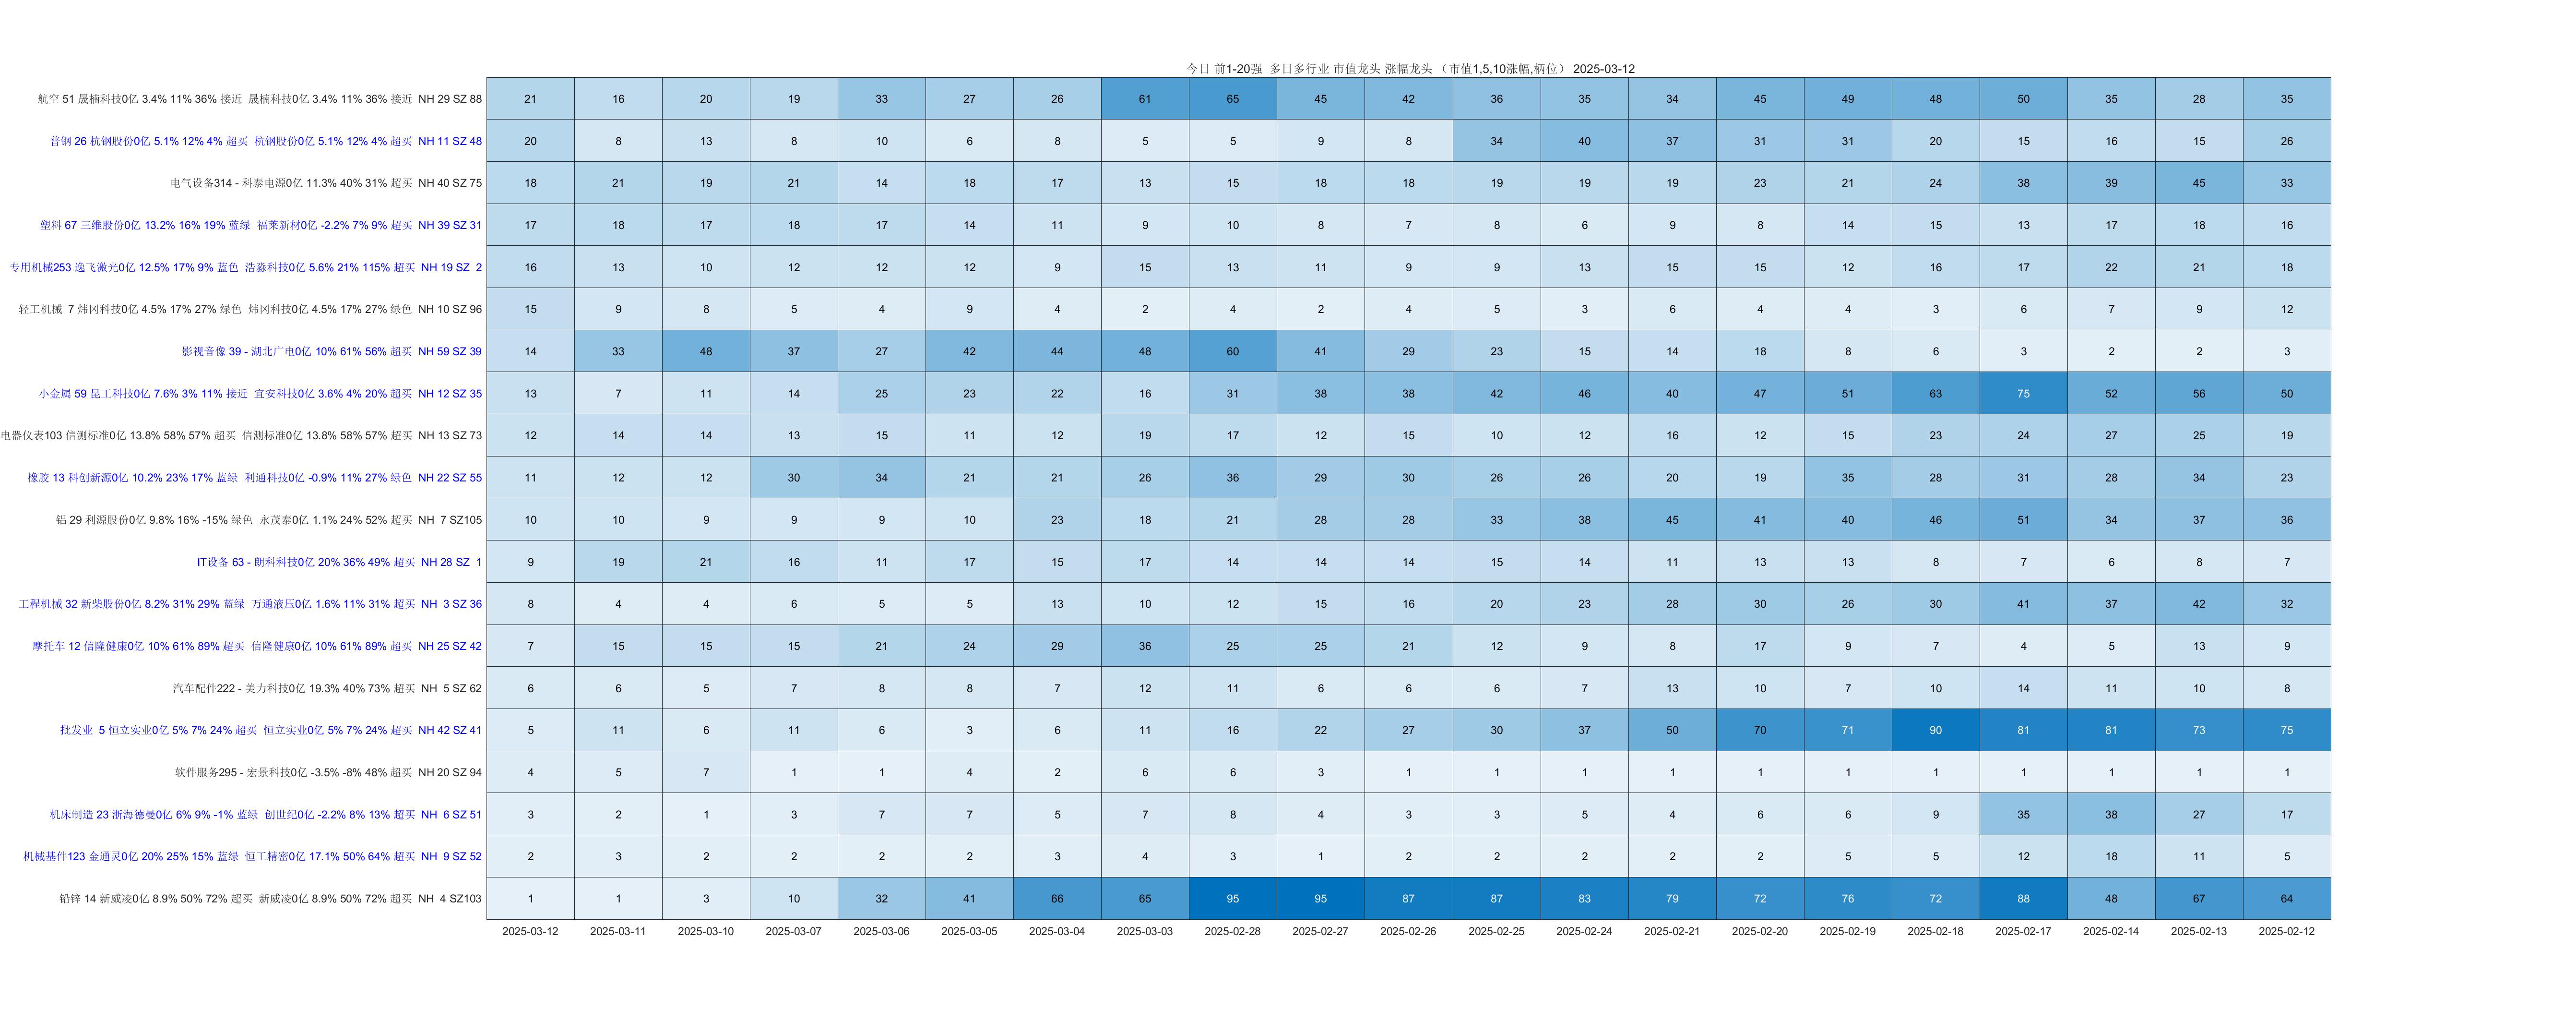 今日 前1-20强 多日多行业 市值龙头 涨幅龙头 （市值1,5,10涨幅,柄位） 2025-03-12
航空 51 晟楠科技0亿 3.4% 11% 36% 接近 晟楠科技0亿 3.4% 11% 36% 接近 NH 29 SZ 88 21 16 20 19 33 27 26 61 65 45 42 36 35 34 45 49 48 50 35 28 35
普钢 26 杭钢股份0亿 5.1% 12% 4% 超买 杭钢股份0亿 5.1% 12% 4% 超买 NH 11 SZ 48 20 8 13 8 10 6 8 5 5 9 8 34 40 37 31 31 20 15 16 15 26
电气设备314 - 科泰电源0亿 11.3% 40% 31% 超买 NH 40 SZ 75 18 21 19 21 14 18 17 13 15 18 18 19 19 19 23 21 24 38 39 45 33
塑料 67 三维股份0亿 13.2% 16% 19% 蓝绿 福莱新材0亿 -2.2% 7% 9% 超买 NH 39 SZ 31 17 18 17 18 17 14 11 9 10 8 7 8 6 9 8 14 15 13 17 18 16
专用机械253 逸飞激光0亿 12.5% 17% 9% 蓝色 浩淼科技0亿 5.6% 21% 115% 超买 NH 19 SZ 2 16 13 10 12 12 12 9 15 13 11 9 9 13 15 15 12 16 17 22 21 18
轻工机械 7 炜冈科技0亿 4.5% 17% 27% 绿色 炜冈科技0亿 4.5% 17% 27% 绿色 NH 10 SZ 96 15 9 8 5 4 9 4 2 4 2 4 5 3 6 4 4 3 6 7 9 12
影视音像 39 - 湖北广电0亿 10% 61% 56% 超买 NH 59 SZ 39 14 33 48 37 27 42 44 48 60 41 29 23 15 14 18 8 6 3 2 2 3
小金属 59 昆工科技0亿 7.6% 3% 11% 接近 宜安科技0亿 3.6% 4% 20% 超买 NH 12 SZ 35 13 7 11 14 25 23 22 16 31 38 38 42 46 40 47 51 63 75 52 56 50
电器仪表103 信测标准0亿 13.8% 58% 57% 超买 信测标准0亿 13.8% 58% 57% 超买 NH 13 SZ 73 12 14 14 13 15 11 12 19 17 12 15 10 12 16 12 15 23 24 27 25 19
橡胶 13 科创新源0亿 10.2% 23% 17% 蓝绿 利通科技0亿 -0.9% 11% 27% 绿色 NH 22 SZ 55 11 12 12 30 34 21 21 26 36 29 30 26 26 20 19 35 28 31 28 34 23
铝 29 利源股份0亿 9.8% 16% -15% 绿色 永茂泰0亿 1.1% 24% 52% 超买 NH 7 SZ105 10 10 9 9 9 10 23 18 21 28 28 33 38 45 41 40 46 51 34 37 36
IT设备 63 - 朗科科技0亿 20% 36% 49% 超买 NH 28 SZ 1 9 19 21 16 11 17 15 17 14 14 14 15 14 11 13 13 8 7 6 8 7
工程机械 32 新柴股份0亿 8.2% 31% 29% 蓝绿 万通液压0亿 1.6% 11% 31% 超买 NH 3 SZ 36 8 4 4 6 5 5 13 10 12 15 16 20 23 28 30 26 30 41 37 42 32
摩托车 12 信隆健康0亿 10% 61% 89% 超买 信隆健康0亿 10% 61% 89% 超买 NH 25 SZ 42 7 15 15 15 21 24 29 36 25 25 21 12 9 8 17 9 7 4 5 13 9
汽车配件222 - 美力科技0亿 19.3% 40% 73% 超买 NH 5 SZ 62 6 6 5 7 8 8 7 12 11 6 6 6 7 13 10 7 10 14 11 10 8
批发业 5 恒立实业0亿 5% 7% 24% 超买 恒立实业0亿 5% 7% 24% 超买 NH 42 SZ 41 5 11 6 11 6 3 6 11 16 22 27 30 37 50 70 71 90 81 81 73 75
软件服务295 - 宏景科技0亿 -3.5% -8% 48% 超买 NH 20 SZ 94 4 5 7 1 1 4 2 6 6 3 1 1 1 1 1 1 1 1 1 1 1
机床制造 23 浙海德曼0亿 6% 9% -1% 蓝绿 创世纪0亿 -2.2% 8% 13% 超买 NH 6 SZ 51 3 2 1 3 7 7 5 7 8 4 3 3 5 4 6 6 9 35 38 27 17
机械基件123 金通灵0亿 20% 25% 15% 蓝绿 恒工精密0亿 17.1% 50% 64% 超买 NH 9 SZ 52 2 3 2 2 2 2 3 4 3 1 2 2 2 2 2 5 5 12 18 11 5
铅锌 14 新威凌0亿 8.9% 50% 72% 超买 新威凌0亿 8.9% 50% 72% 超买 NH 4 SZ103 1 1 3 10 32 41 66 65 95 95 87 87 83 79 72 76 72 88 48 67 64
2025-03-12 2025-03-11 2025-03-10 2025-03-07 2025-03-06 2025-03-05 2025-03-04 2025-03-03 2025-02-28 2025-02-27 2025-02-26 2025-02-25 2025-02-24 2025-02-21 2025-02-20 2025-02-19 2025-02-18 2025-02-17 2025-02-14 2025-02-13 2025-02-12